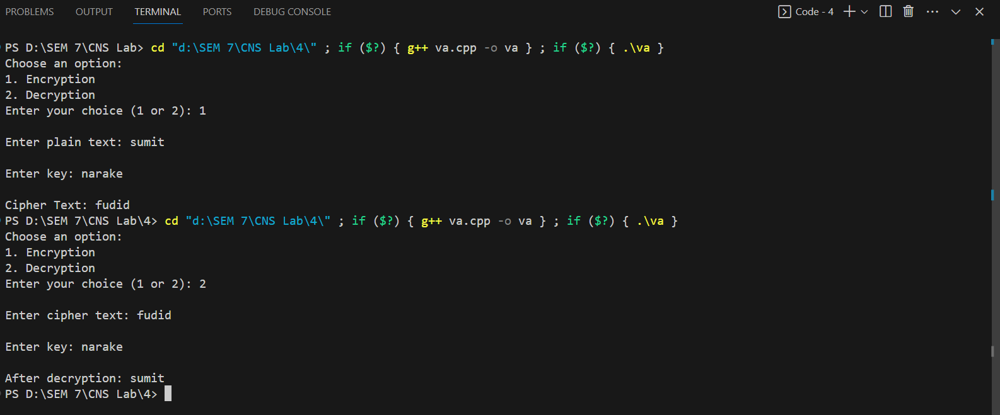 PROBLEMS OUTPUT TERMINAL PORTS DEBUG CONSOLE Code - 4
PS D:\SEM 7\CNS Lab> cd "d:\SEM 7\CNS Lab\4\" ; if ($?) { g++ va.cpp -o va } ; if ($?) { .\va }
Choose an option:
1. Encryption
2. Decryption
Enter your choice (1 or 2): 1
Enter plain text: sumit
Enter key: narake
Cipher Text: fudid
PS D:\SEM 7\CNS Lab\4> cd "d:\SEM 7\CNS Lab\4\" ; if ($?) { g++ va.cpp -o va } ; if ($?) { .\va }
Choose an option:
1. Encryption
2. Decryption
Enter your choice (1 or 2): 2
Enter cipher text: fudid
Enter key: narake
After decryption: sumit
PS D:\SEM 7\CNS Lab\4>